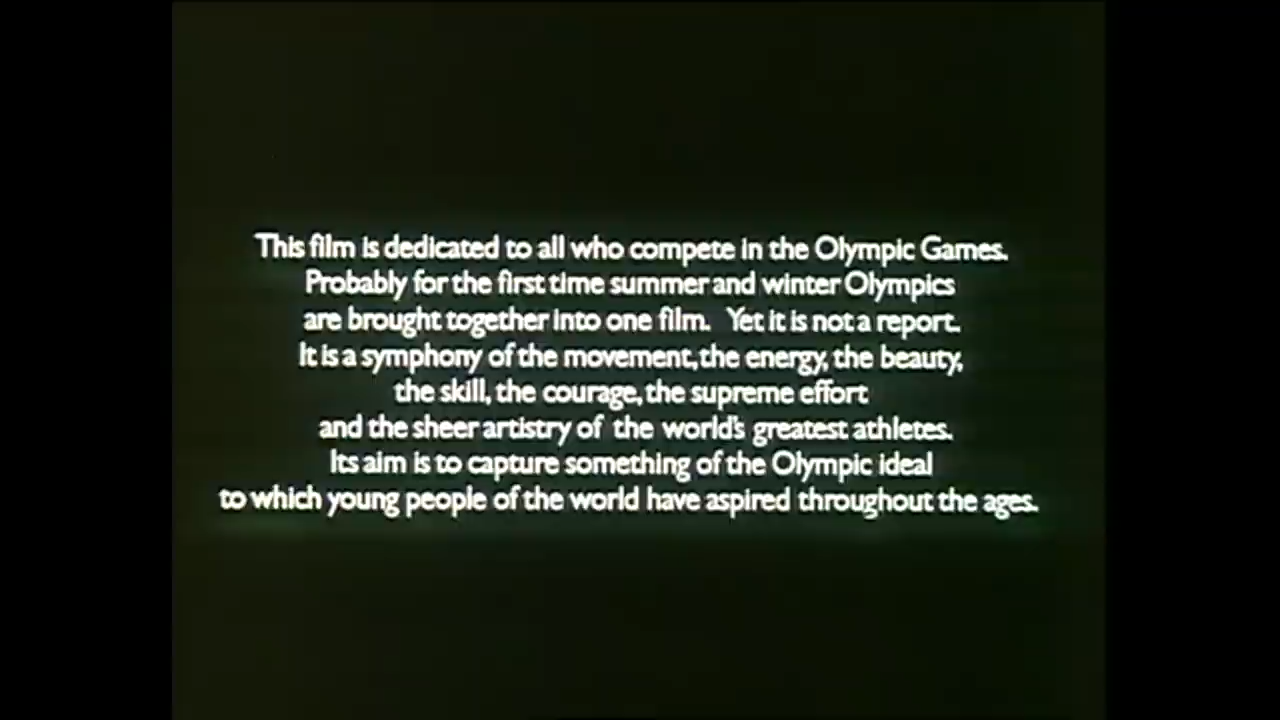 This film is dedicated to all who compete in the Olympic Games.
Probably for the first time summer and winter Olympics
are brought together into one film. Yet it is not a report.
It is a symphony of the movement, the energy, the beauty,
the skill, the courage, the supreme effort
and the sheer artistry of the world's greatest athletes.
Its aim is to capture something of the Olympic ideal
to which young people of the world have aspired throughout the ages.